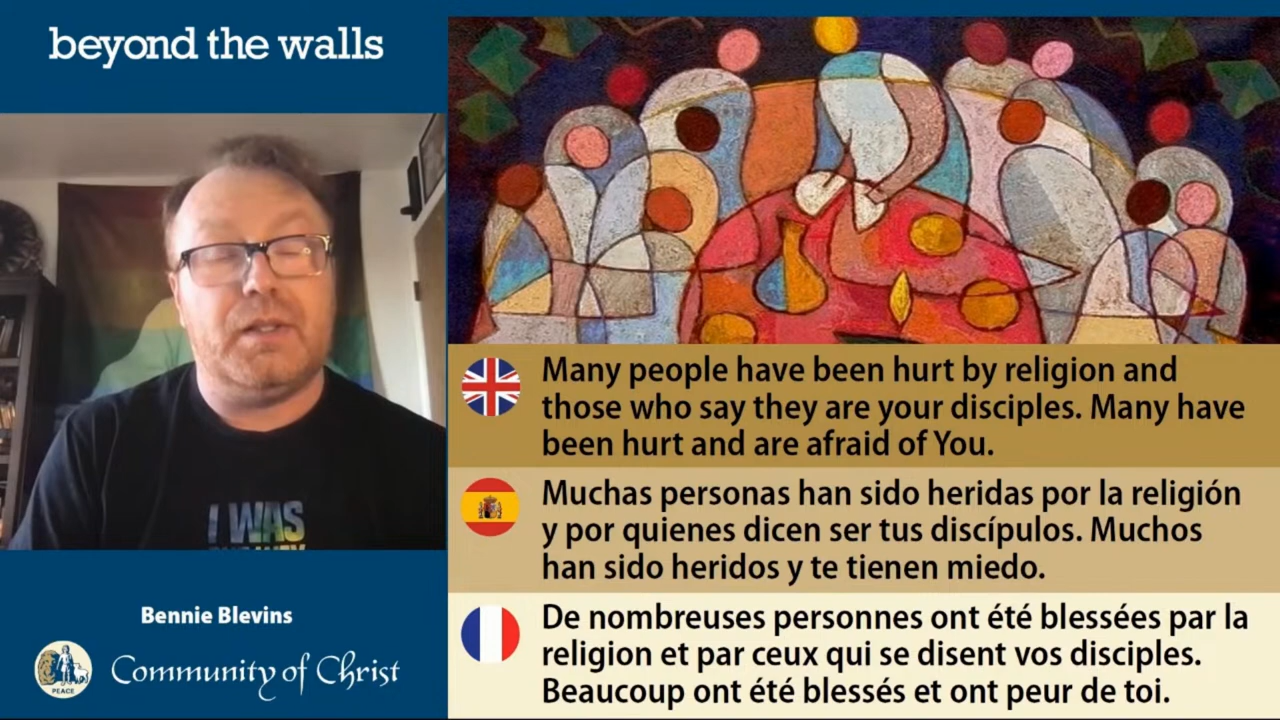 beyond the walls
I WAS
Bennie Blevins
PEACE
Community of Christ
Many people have been hurt by religion and
those who say they are your disciples. Many have
been hurt and are afraid of You.
Muchas personas han sido heridas por la religión
y por quienes dicen ser tus discípulos. Muchos
han sido heridos y te tienen miedo.
De nombreuses personnes ont été blessées par la
religion et par ceux qui se disent vos disciples.
Beaucoup ont été blessés et ont peur de toi.